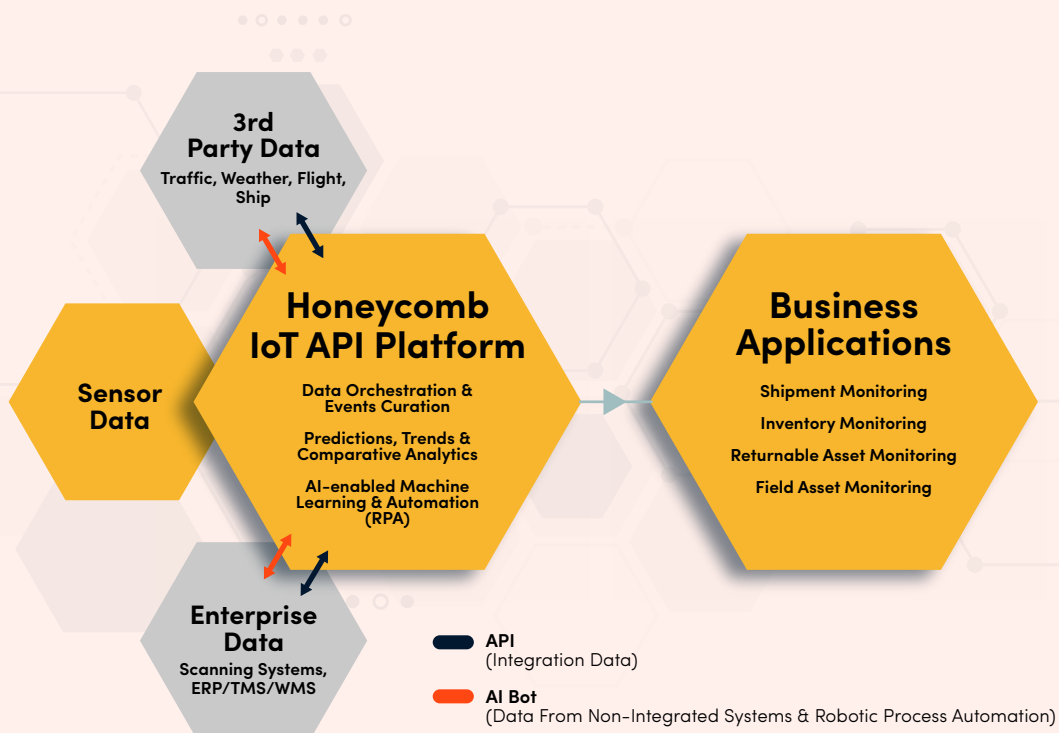 3rd
Party Data
Traffic, Weather, Flight,
Ship
Sensor
Data
Honeycomb
IoT API Platform
Data Orchestration &
Events Curation
Predictions, Trends &
Comparative Analytics
AI-enabled Machine
Learning & Automation
(RPA)
Business
Applications
Shipment Monitoring
Inventory Monitoring
Returnable Asset Monitoring
Field Asset Monitoring
Enterprise
Data
Scanning Systems,
ERP/TMS/WMS
API
(Integration Data)
AI Bot
(Data From Non-Integrated Systems & Robotic Process Automation)